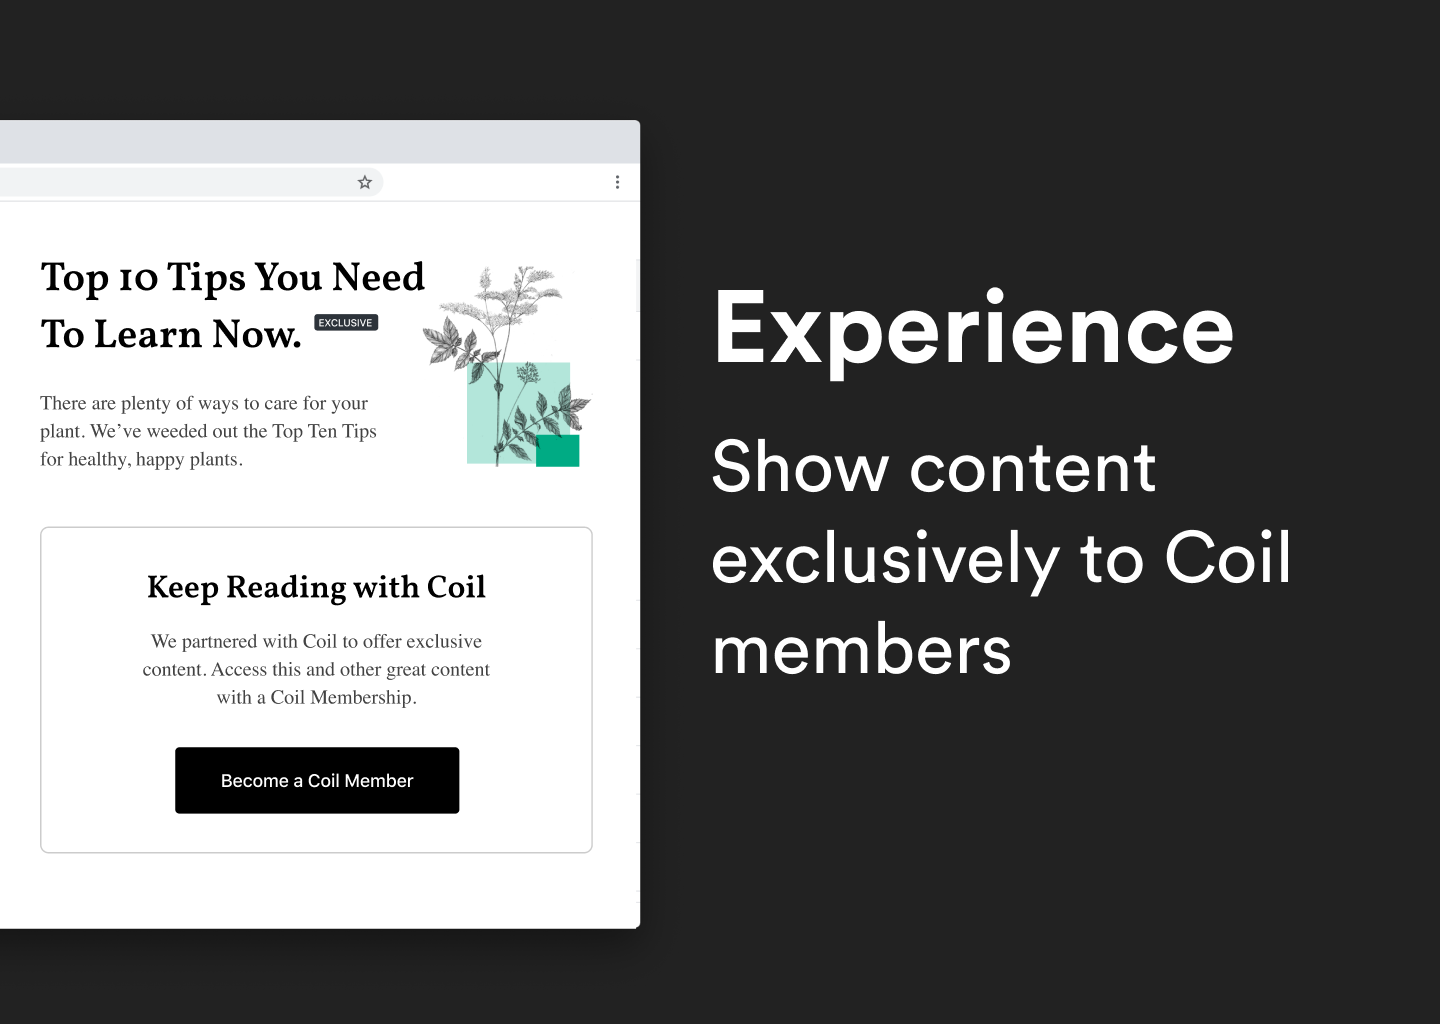 Top 10 Tips You Need
To Learn Now. EXCLUSIVE
There are plenty of ways to care for your
plant. We’ve weeded out the Top Ten Tips
for healthy, happy plants.
Keep Reading with Coil
We partnered with Coil to offer exclusive
content. Access this and other great content
with a Coil Membership.
Become a Coil Member
Experience
Show content
exclusively to Coil
members